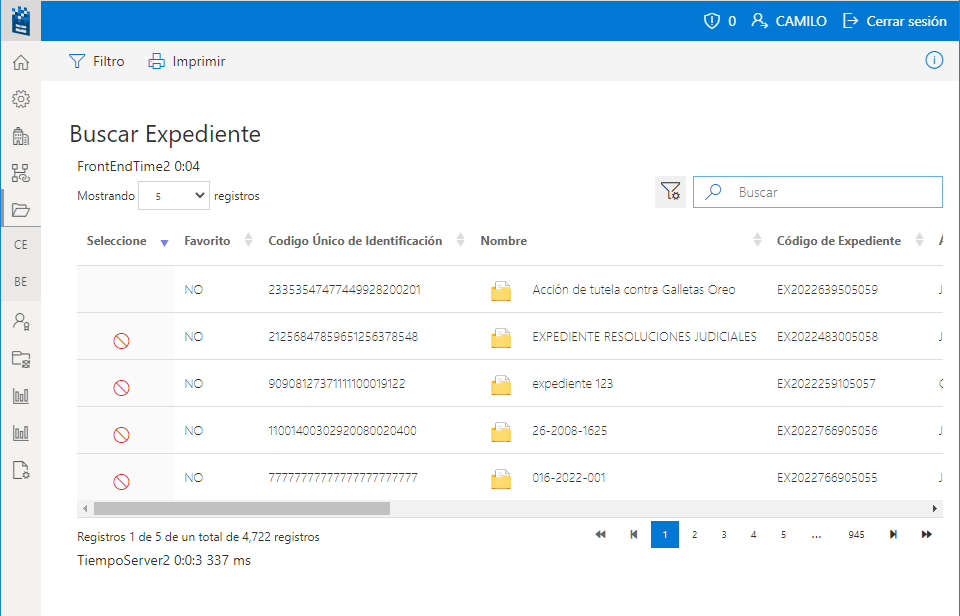 0 CAMILO Cerrar sesión
Filtro Imprimir
Buscar Expediente
FrontEndTime2 0:04
Mostrando 5 registros
Buscar
Seleccione Favorito Codigo Único de Identificación Nombre Código de Expediente
NO 23353547477449928200201 Acción de tutela contra Galletas Oreo EX2022639505059 J
CE
BE
NO 21256847859651256378548 EXPEDIENTE RESOLUCIONES JUDICIALES EX2022483005058 J
NO 90908127371111100019122 expediente 123 EX2022259105057
NO 11001400302920080020400 26-2008-1625 EX2022766905056 J
NO 77777777777777777777777 016-2022-001 EX2022766905055 J
Registros 1 de 5 de un total de 4,722 registros
1 2 3 4 5 ... 945
TiempoServer2 0:0:3 337 ms